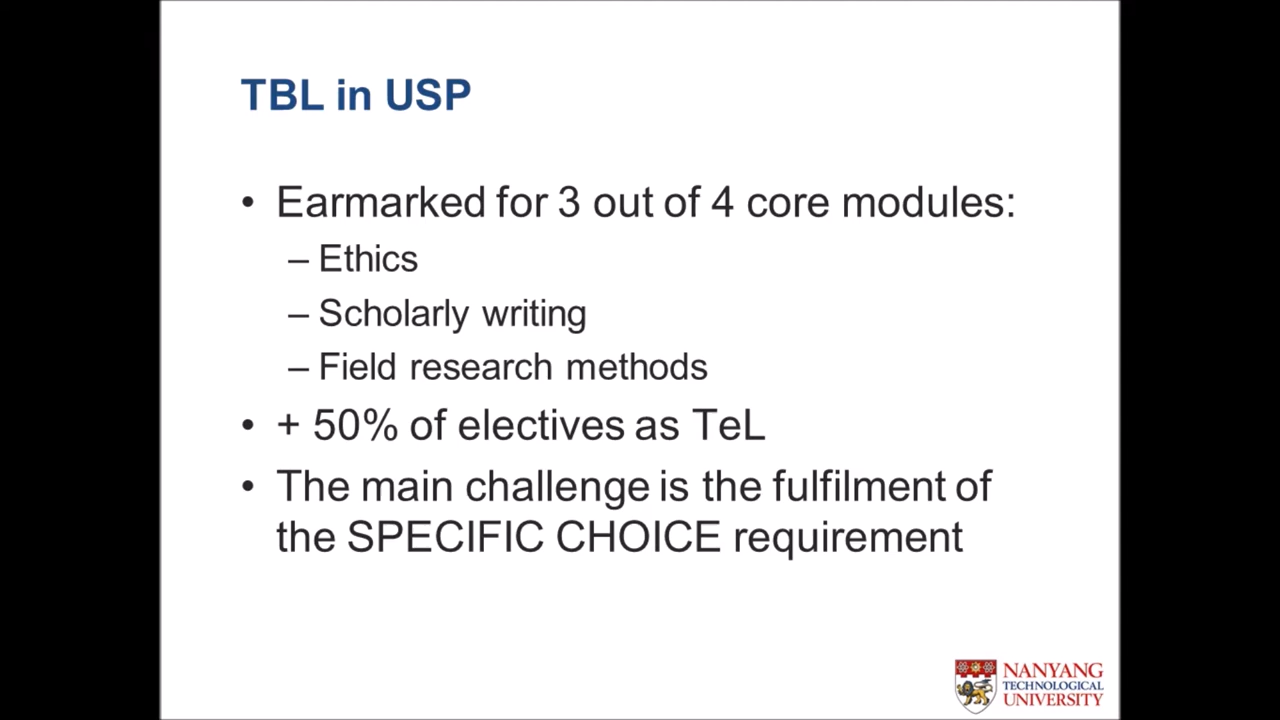 TBL in USP
• Earmarked for 3 out of 4 core modules:
– Ethics
– Scholarly writing
– Field research methods
• + 50% of electives as TeL
• The main challenge is the fulfilment of
the SPECIFIC CHOICE requirement
NANYANG
TECHNOLOGICAL
UNIVERSITY